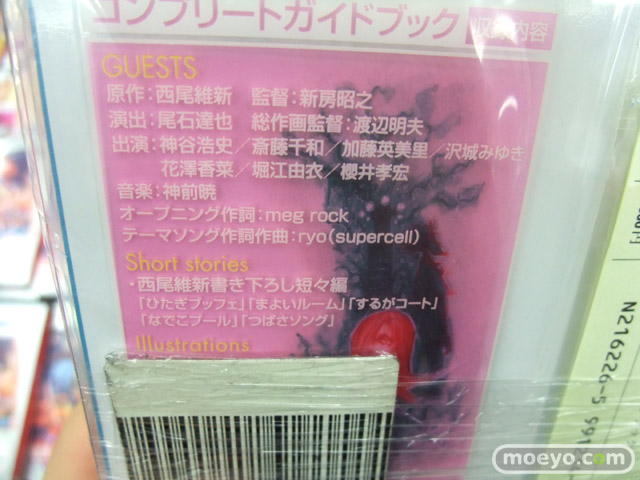 コンプリートガイドブック 収録内容
GUESTS
原作：西尾維新　監督：新房昭之
演出：尾石達也　総作画監督：渡辺明夫
出演：神谷浩史／斎藤千和／加藤英美里／沢城みゆき
花澤香菜／堀江由衣／櫻井孝宏
音楽：神前暁
オープニング作詞：meg rock
テーマソング作詞作曲：ryo（supercell）
Short stories
・西尾維新書き下ろし短々編
「ひたぎブッフェ」「まよいルーム」「するがコート」
「なでこプール」「つばさソング」
Illustrations
N216226-5
moeyo.com